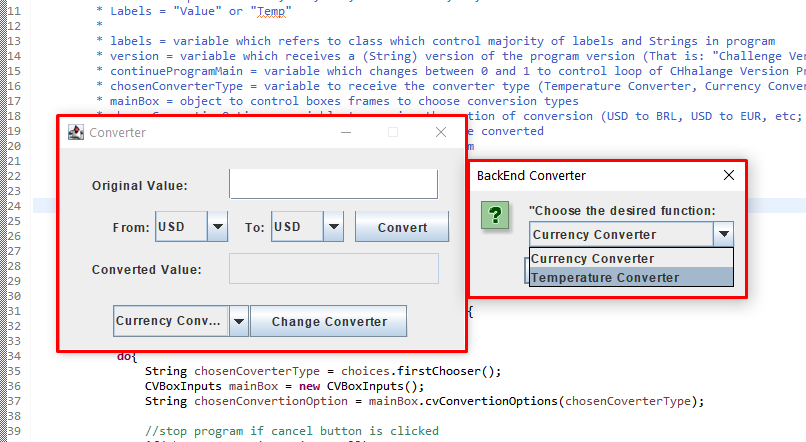 11 * Labels = "Value" or "Temp"
12 *
13 * labels = variable which refers to class which control majority of labels and Strings in program
14 * version = variable which receives a (String) version of the program version (That is: "Challenge Ver
15 * continueProgramMain = variable which changes between 0 and 1 to control loop of CHhalange Version Pr
16 * chosenConverterType = variable to receive the converter type (Temperature Converter, Currency Conver
17 * mainBox = object to control boxes frames to choose conversion types
18 tion of conversion (USD to BRL, USD to EUR, etc;
19 e converted
20 m
21
22
23
24
25
26
27
28
29
30
31 {
32
33
34 do{
35 String chosenCoverterType = choices.firstChooser();
36 CVBoxInputs mainBox = new CVBoxInputs();
37 String chosenConvertionOption = mainBox.cvConvertionOptions(chosenCoverterType);
38
39 //stop program if cancel button is clicked
Converter
Original Value:
From: USD To: USD Convert
Converted Value:
Currency Conv... Change Converter
BackEnd Converter
"Choose the desired function:
Currency Converter
Currency Converter
Temperature Converter